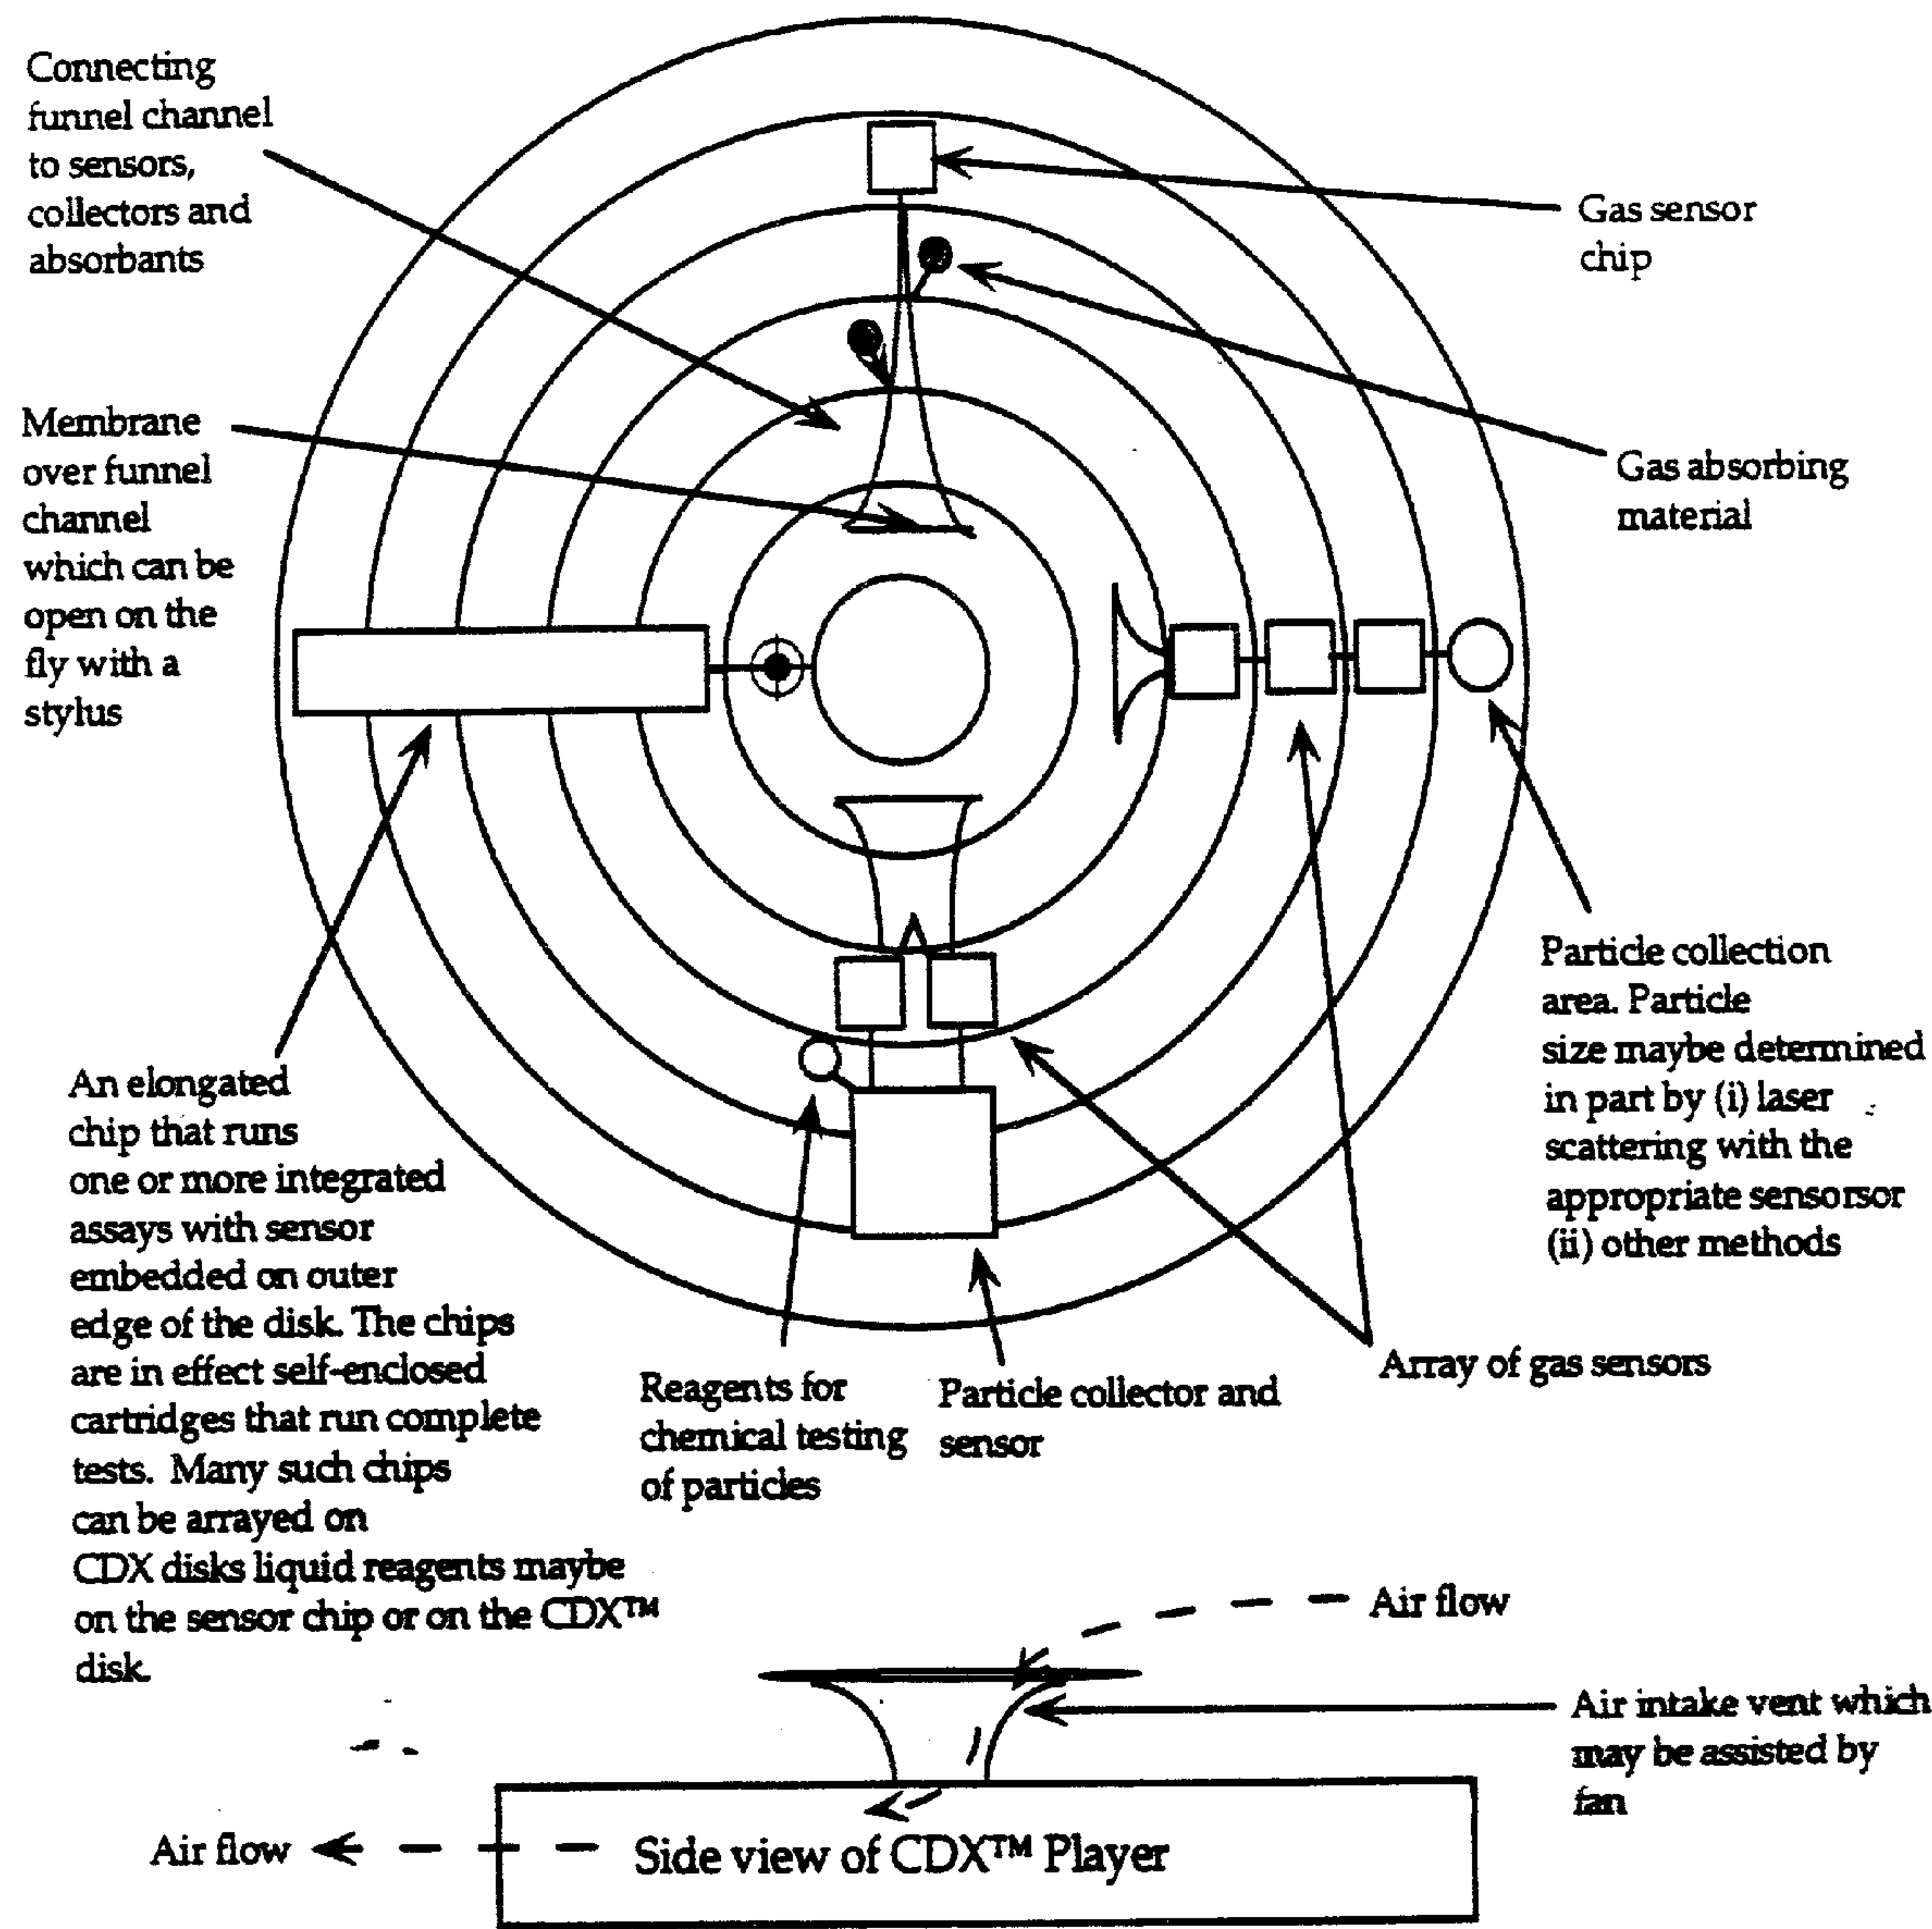 Connecting
funnel channel
to sensors,
collectors and
absorbants
Gas sensor
chip
Membrane
over funnel
channel
which can be
open on the
fly with a
stylus
Gas absorbing
material
Particle collection
area. Particle
size maybe determined
in part by (i) laser
scattering with the
appropriate sensorsor
(ii) other methods
An elongated
chip that runs
one or more integrated
assays with sensor
embedded on outer
edge of the disk. The chips
are in effect self-enclosed
cartridges that run complete
tests. Many such chips
can be arrayed on
CDX disks liquid reagents maybe
on the sensor chip or on the CDX™
disk.
Reagents for
chemical testing
of particles
Particle collector and
sensor
Array of gas sensors
Air flow
Air intake vent which
may be assisted by
fan
Air flow
Side view of CDX™ Player